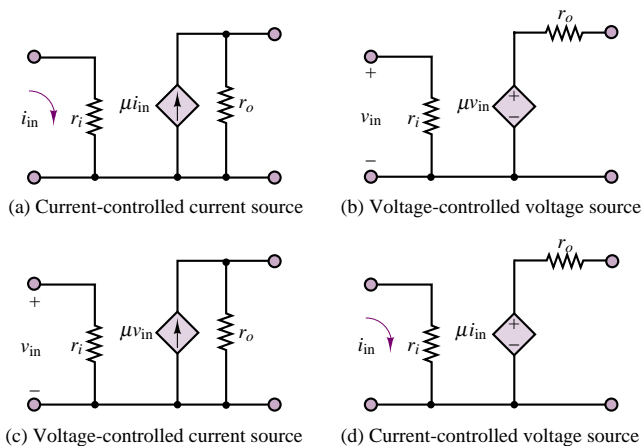 r_o
+
i_in
r_i
μi_in
r_o
v_in
r_i
μv_in
+
−
−
(a) Current-controlled current source
(b) Voltage-controlled voltage source
r_o
+
v_in
r_i
μv_in
r_o
i_in
r_i
μi_in
+
−
−
(c) Voltage-controlled current source
(d) Current-controlled voltage source